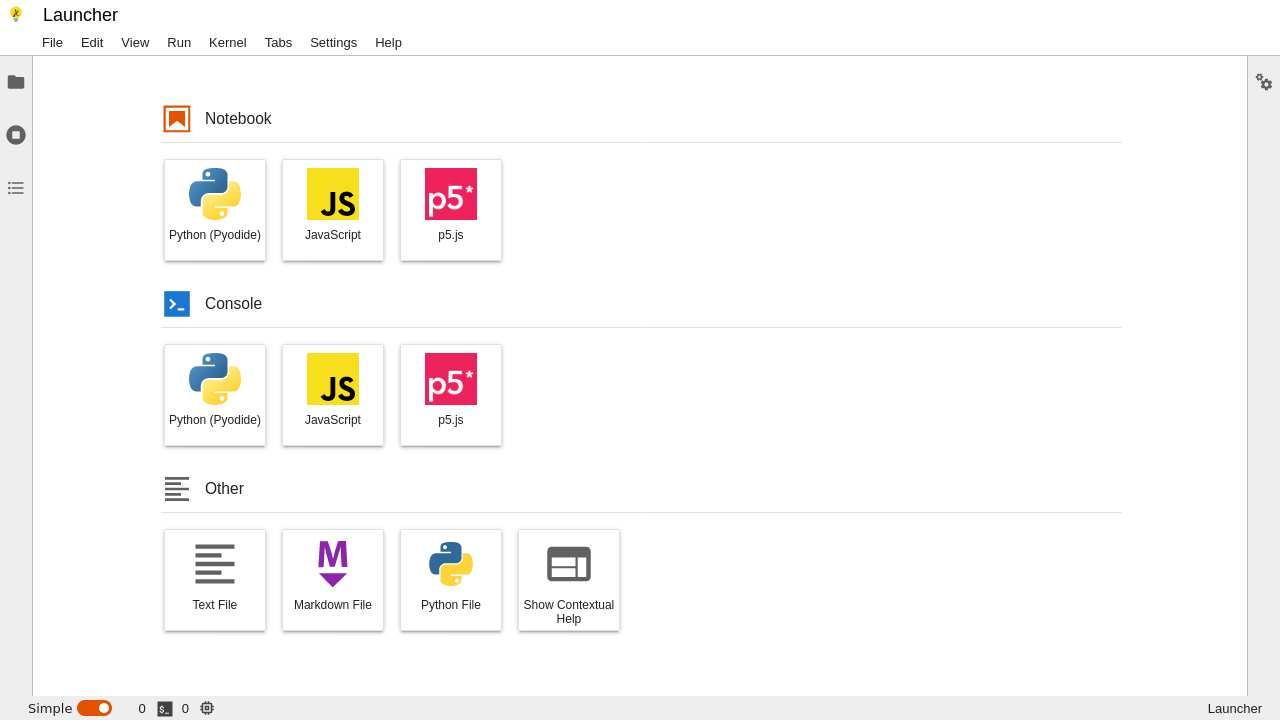 Launcher
File Edit View Run Kernel Tabs Settings Help
Notebook
Python (Pyodide) JavaScript p5.js
JS p5*
Console
JS p5*
Python (Pyodide) JavaScript p5.js
Other
M
Text File Markdown File Python File Show Contextual
Help
Simple 0 $_ 0 Launcher